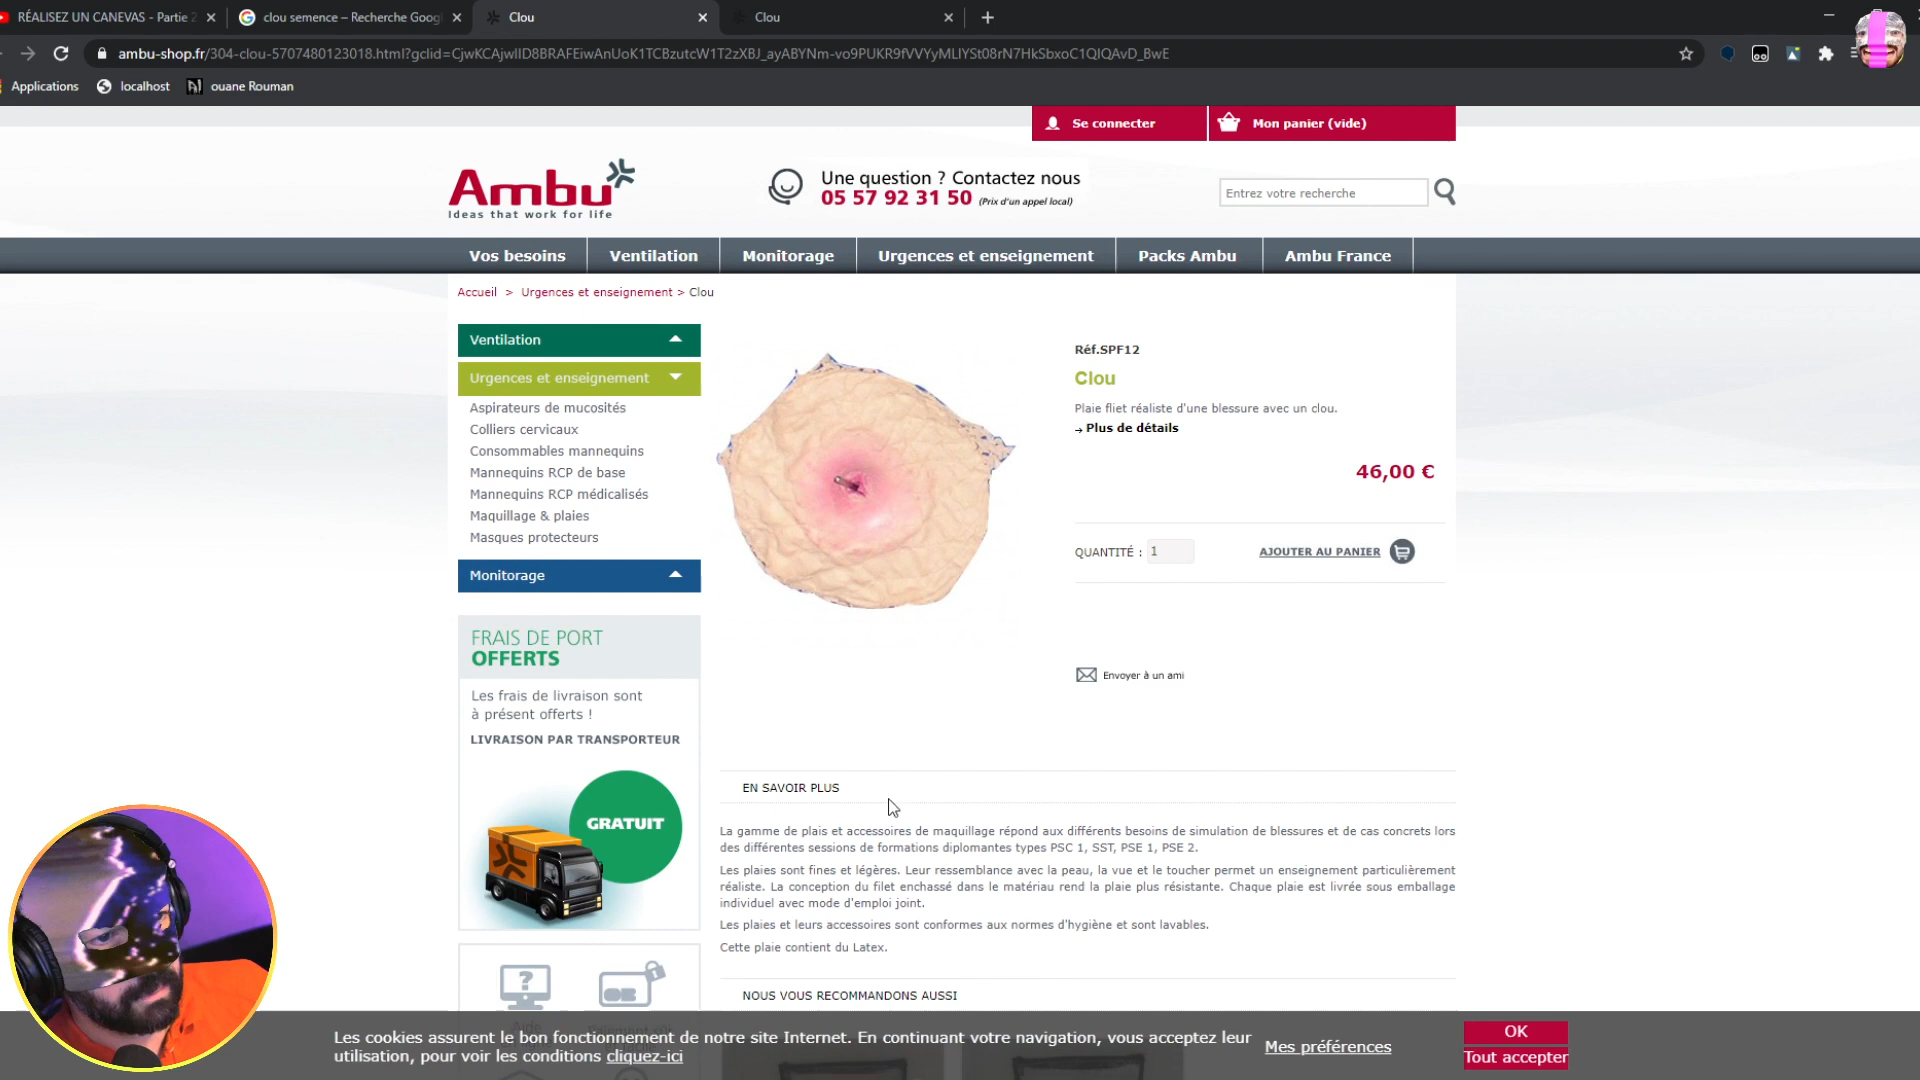 RÉALISEZ UN CANEVAS - Partie 2
clou semence – Recherche Goog
Clou
Clou
ambu-shop.fr/304-clou-5707480123018.html?gclid=CjwKCAjwIID8BRAFEiwAnUoK1TCBzutcW1T2zXBJ_ayABYNm-vo9PUKR9fVVYyMLIYSt08rN7HkSbxoC1QIQAvD_BwE
Applications
localhost
ouane Rouman
Se connecter
Mon panier (vide)
Ambu
Ideas that work for life
Une question ? Contactez nous
05 57 92 31 50 (Prix d'un appel local)
Entrez votre recherche
Vos besoins
Ventilation
Monitorage
Urgences et enseignement
Packs Ambu
Ambu France
Accueil > Urgences et enseignement > Clou
Ventilation
Urgences et enseignement
Aspirateurs de mucosités
Colliers cervicaux
Consommables mannequins
Mannequins RCP de base
Mannequins RCP médicalisés
Maquillage & plaies
Masques protecteurs
Monitorage
FRAIS DE PORT
OFFERTS
Les frais de livraison sont
à présent offerts !
LIVRAISON PAR TRANSPORTEUR
GRATUIT
Réf.SPF12
Clou
Plaie fliet réaliste d'une blessure avec un clou.
→ Plus de détails
46,00 €
QUANTITÉ : 1
AJOUTER AU PANIER
Envoyer à un ami
EN SAVOIR PLUS
La gamme de plais et accessoires de maquillage répond aux différents besoins de simulation de blessures et de cas concrets lors
des différentes sessions de formations diplomantes types PSC 1, SST, PSE 1, PSE 2.
Les plaies sont fines et légères. Leur ressemblance avec la peau, la vue et le toucher permet un enseignement particulièrement
réaliste. La conception du filet enchassé dans le matériau rend la plaie plus résistante. Chaque plaie est livrée sous emballage
individuel avec mode d'emploi joint.
Les plaies et leurs accessoires sont conformes aux normes d'hygiène et sont lavables.
Cette plaie contient du Latex.
NOUS VOUS RECOMMANDONS AUSSI
Les cookies assurent le bon fonctionnement de notre site Internet. En continuant votre navigation, vous acceptez leur
utilisation, pour voir les conditions cliquez-ici
Mes préférences
OK
Tout accepter